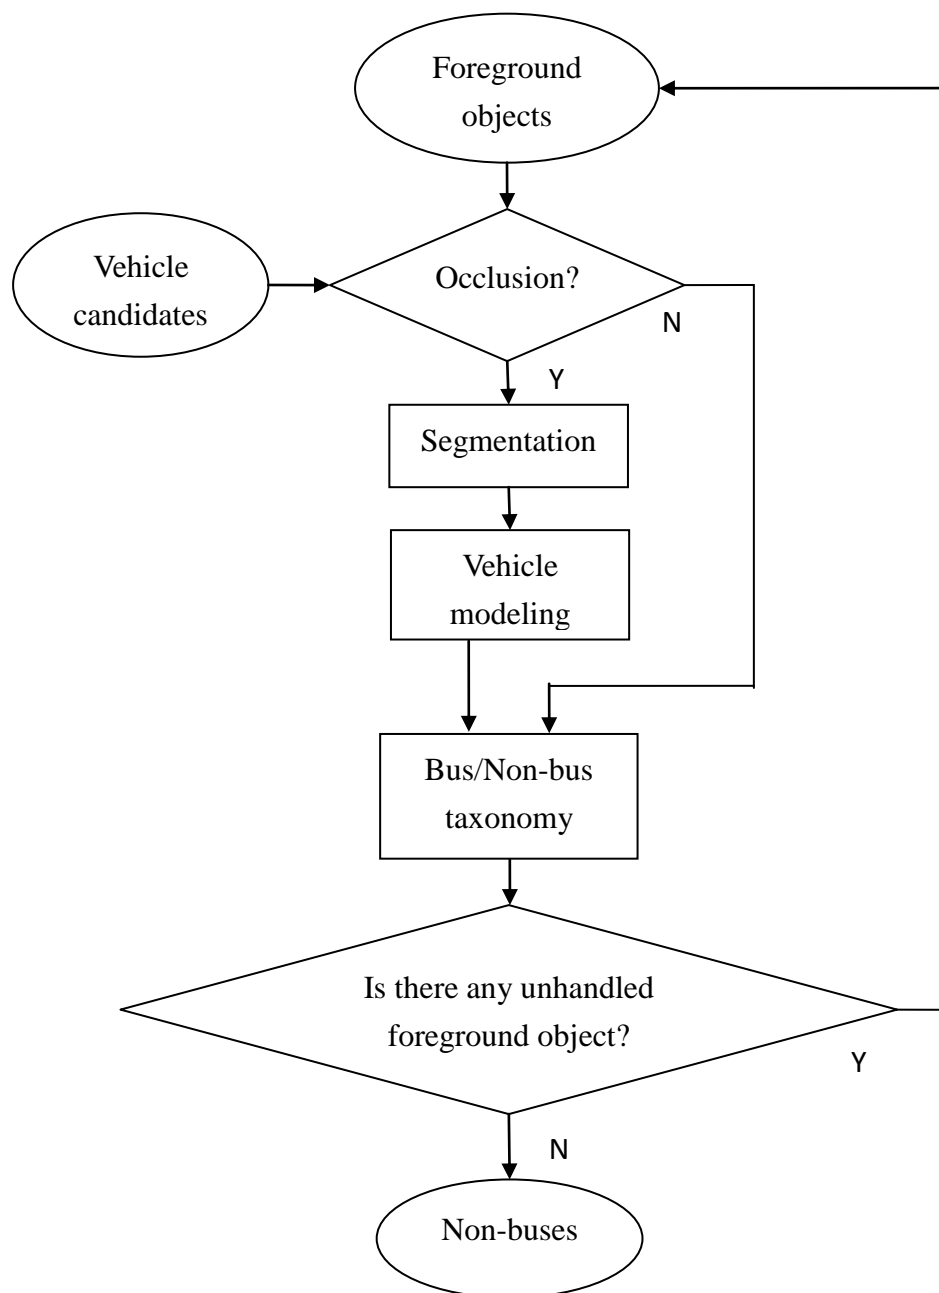 Foreground
objects
Vehicle
candidates
Occlusion?
N
Y
Segmentation
Vehicle
modeling
Bus/Non-bus
taxonomy
Is there any unhandled
foreground object?
Y
N
Non-buses